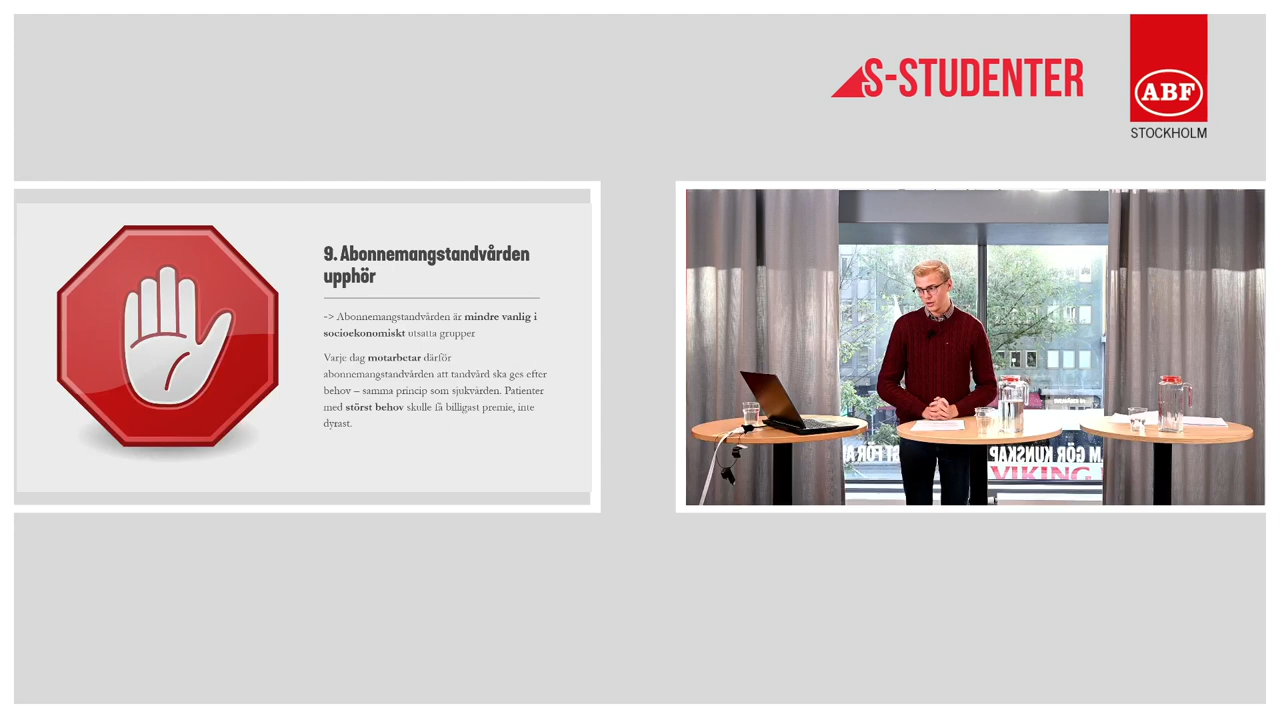 S-STUDENTER
ABF
STOCKHOLM
9. Abonnemangstandvården
upphör
-> Abonnemangstandvården är mindre vanlig i
socioekonomiskt utsatta grupper
Varje dag motarbetar därför
abonnemangstandvården att tandvård ska ges efter
behov – samma princip som sjukvården. Patienter
med störst behov skulle få billigast premie, inte
dyrast.
M GÖR KUNSKAP
VIKING